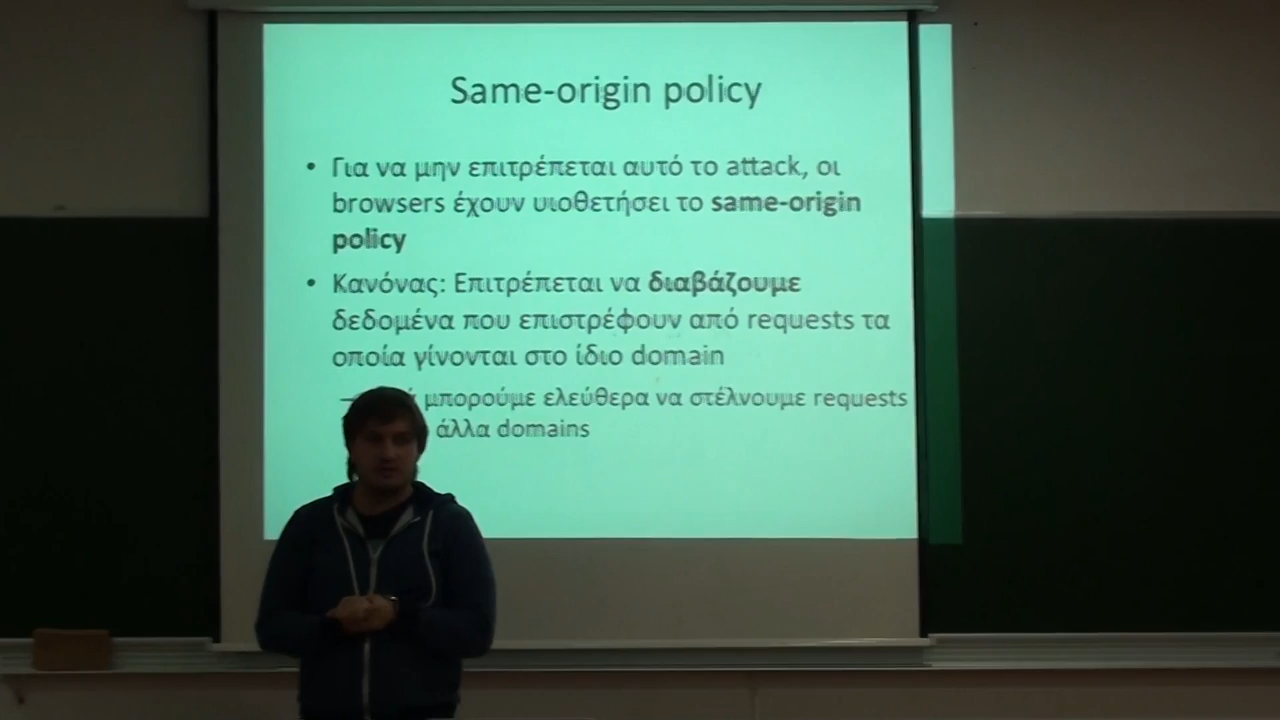 Same-origin policy
• Για να μην επιτρέπεται αυτό το attack, οι
browsers έχουν υιοθετήσει το same-origin
policy
• Κανόνας: Επιτρέπεται να διαβάζουμε
δεδομένα που επιστρέφουν από requests τα
οποία γίνονται στο ίδιο domain
μπορούμε ελεύθερα να στέλνουμε requests
άλλα domains